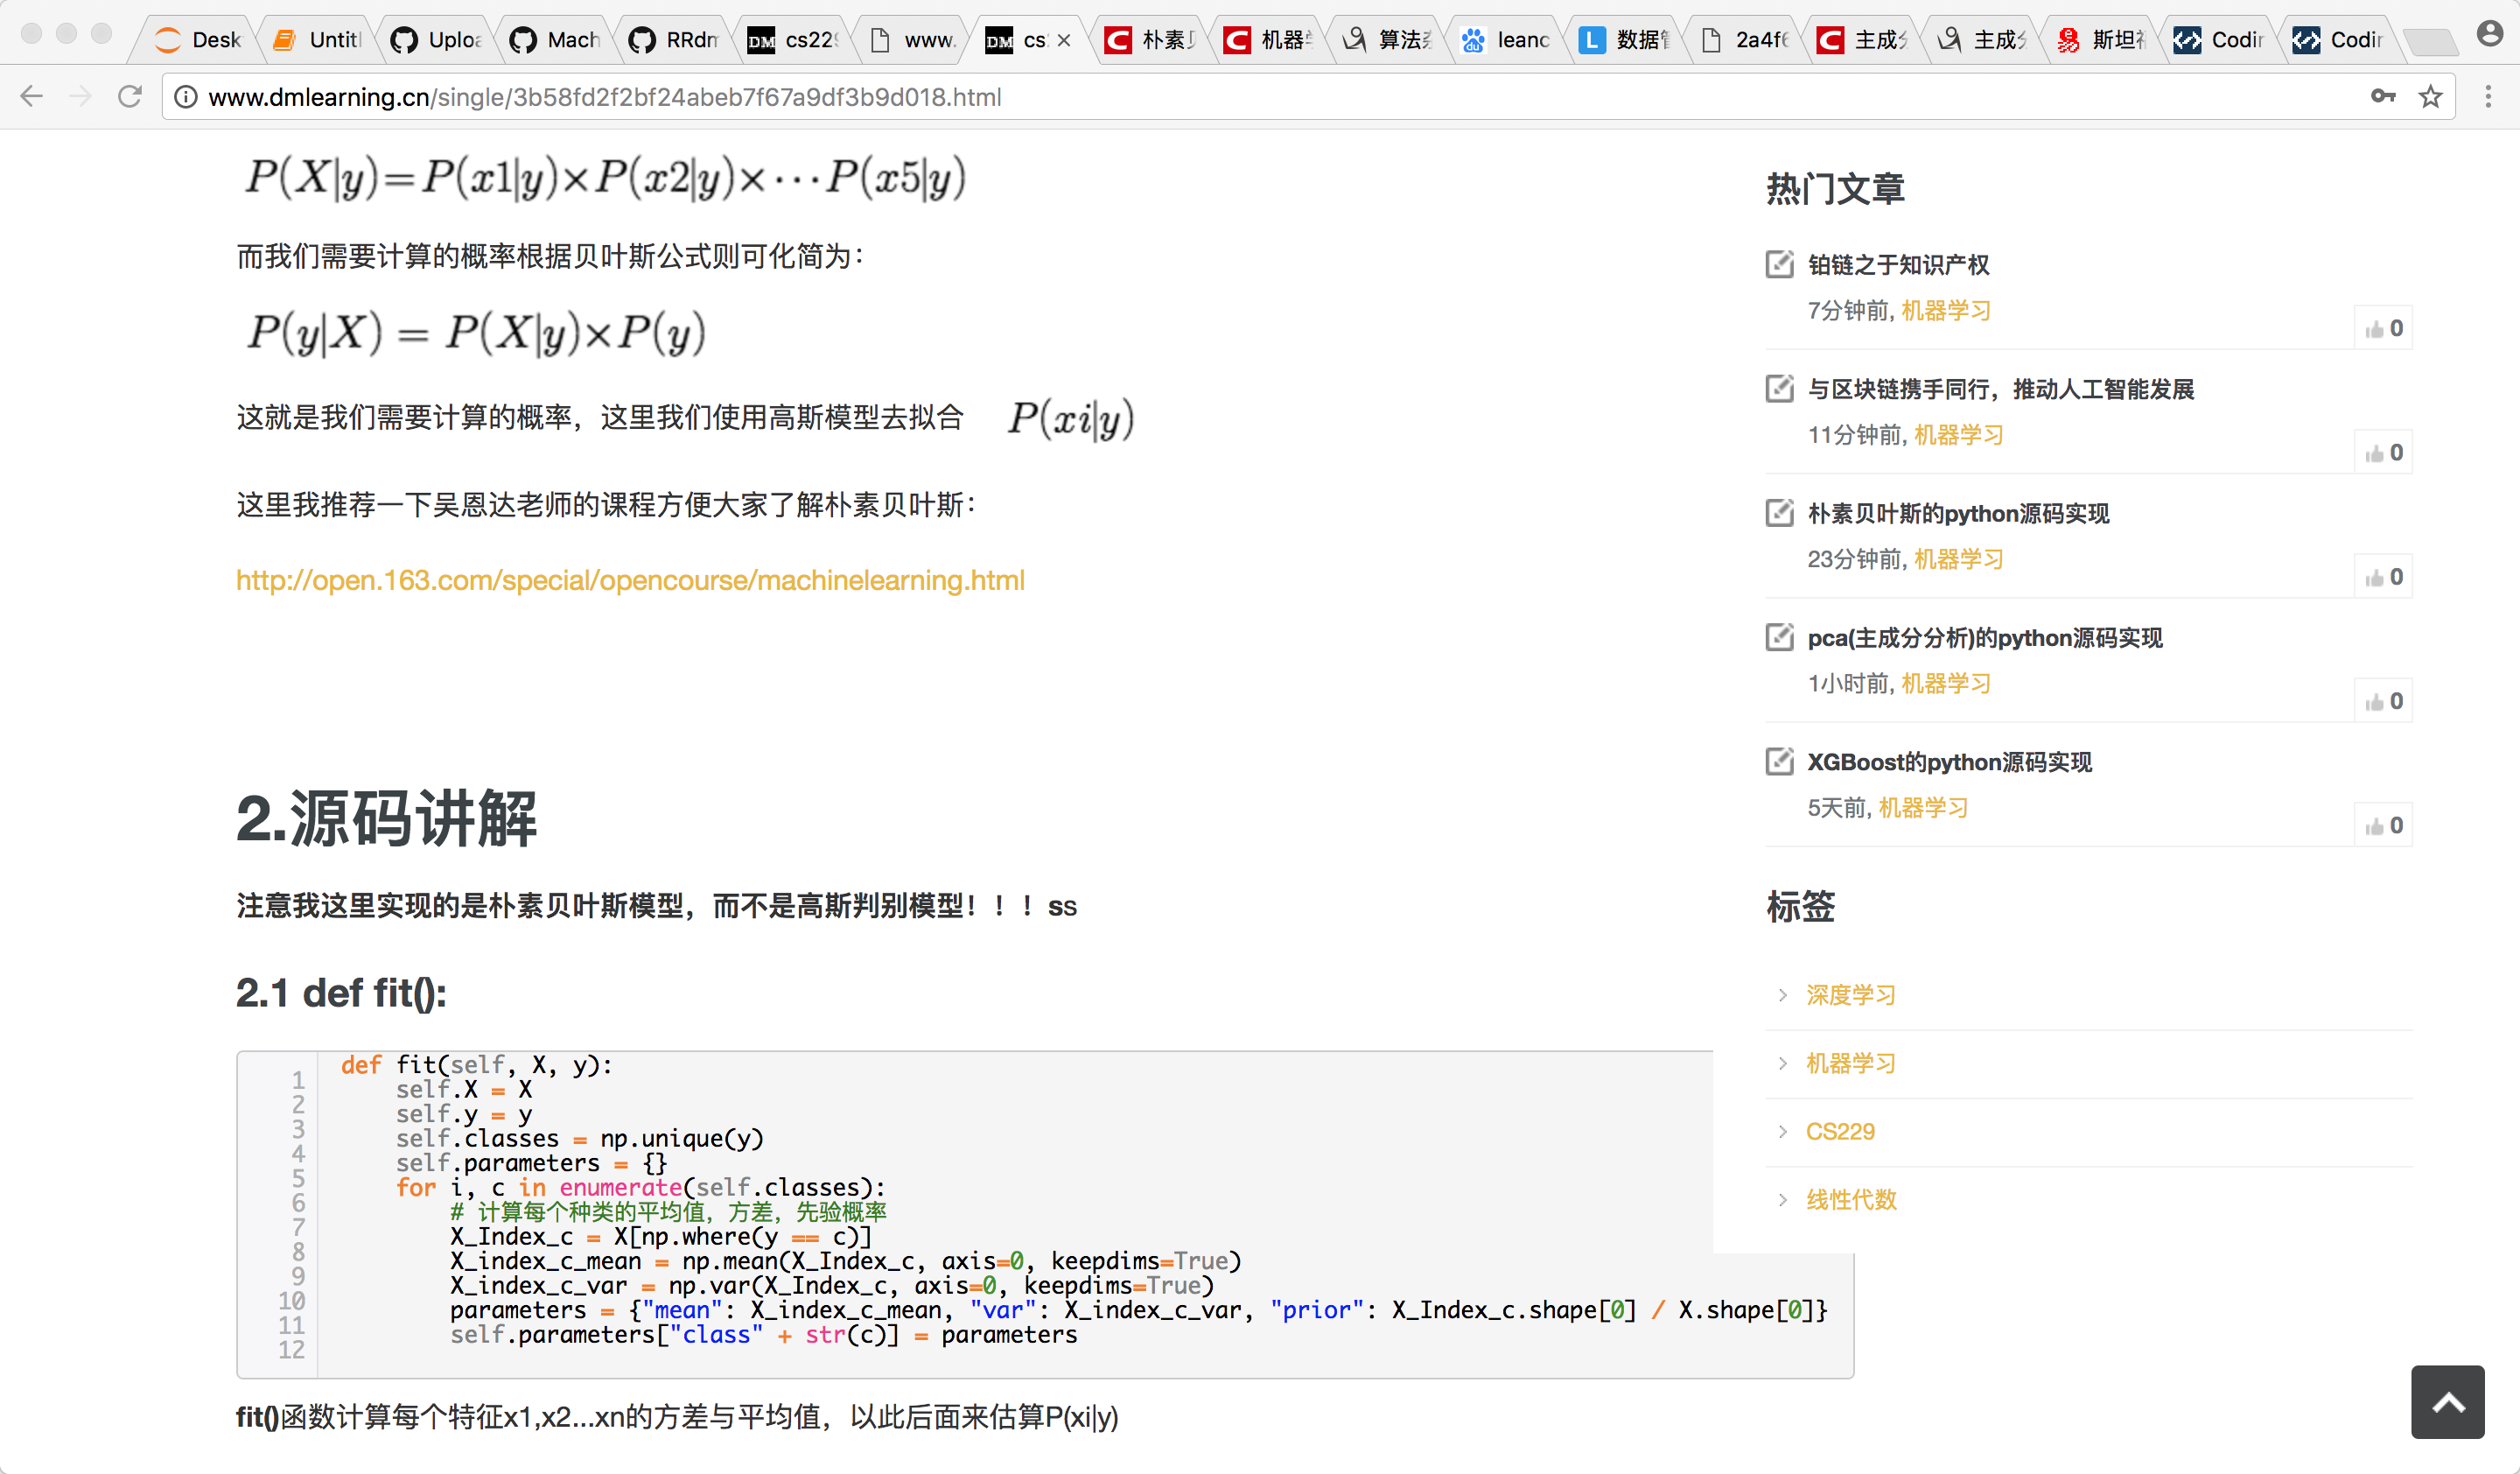 Desk
Untitl
Uploa
Mach
RRdm
DM cs229
www.
DM cs
C 朴素
C 机器
算法
du leanc
L 数据
2a4f6
C 主成
主成
易 斯坦
Codin
Codin
www.dmlearning.cn/single/3b58fd2f2bf24abeb7f67a9df3b9d018.html
P(X|y)=P(x1|y)×P(x2|y)×···P(x5|y)
而我们需要计算的概率根据贝叶斯公式则可化简为：
P(y|X) = P(X|y)×P(y)
这就是我们需要计算的概率，这里我们使用高斯模型去拟合 P(xi|y)
这里我推荐一下吴恩达老师的课程方便大家了解朴素贝叶斯：
http://open.163.com/special/opencourse/machinelearning.html
2.源码讲解
注意我这里实现的是朴素贝叶斯模型，而不是高斯判别模型！！！ss
2.1 def fit():
1 def fit(self, X, y):
2 self.X = X
3 self.y = y
4 self.classes = np.unique(y)
5 self.parameters = {}
6 for i, c in enumerate(self.classes):
7 # 计算每个种类的平均值，方差，先验概率
8 X_Index_c = X[np.where(y == c)]
9 X_index_c_mean = np.mean(X_Index_c, axis=0, keepdims=True)
10 X_index_c_var = np.var(X_Index_c, axis=0, keepdims=True)
11 parameters = {"mean": X_index_c_mean, "var": X_index_c_var, "prior": X_Index_c.shape[0] / X.shape[0]}
12 self.parameters["class" + str(c)] = parameters
fit()函数计算每个特征x1,x2...xn的方差与平均值，以此后面来估算P(xi|y)
热门文章
铂链之于知识产权
7分钟前, 机器学习
0
与区块链携手同行，推动人工智能发展
11分钟前, 机器学习
0
朴素贝叶斯的python源码实现
23分钟前, 机器学习
0
pca(主成分分析)的python源码实现
1小时前, 机器学习
0
XGBoost的python源码实现
5天前, 机器学习
0
标签
深度学习
机器学习
CS229
线性代数